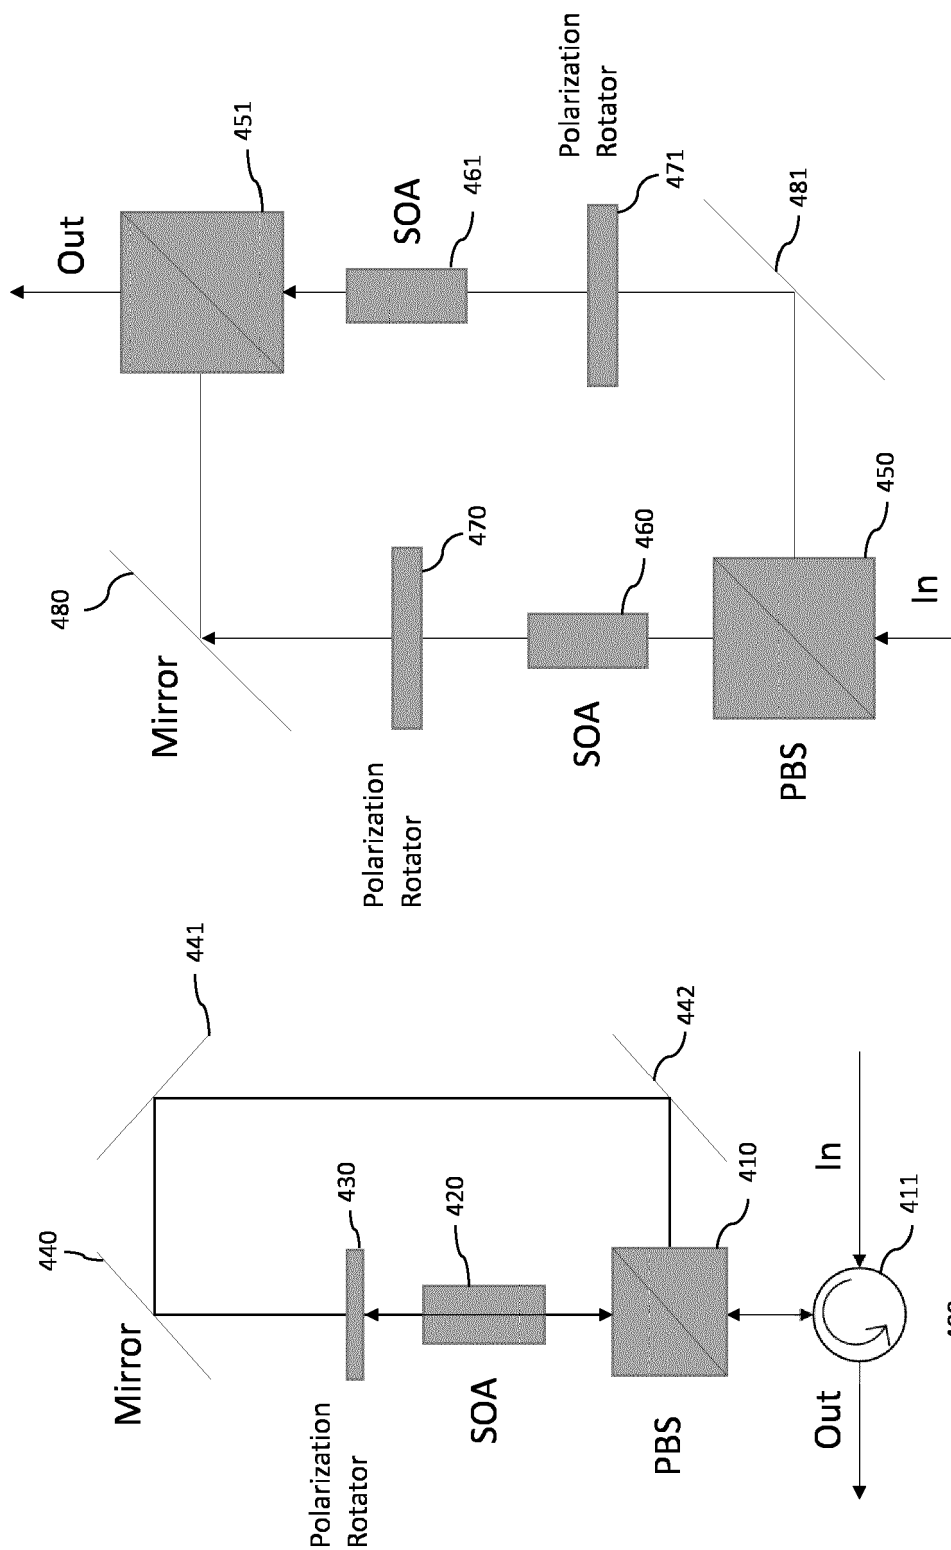 440
Mirror
441
Polarization
Rotator
430
SOA
420
PBS
442
410
Out
In
411
480
Mirror
Out
451
Polarization
Rotator
470
SOA
461
SOA
460
Polarization
Rotator
471
481
PBS
450
In